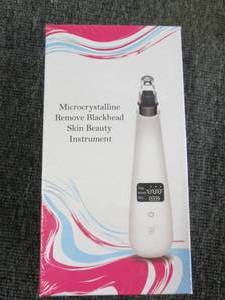 Microcrystalline
Remove Blackhead
Skin Beauty
Instrument